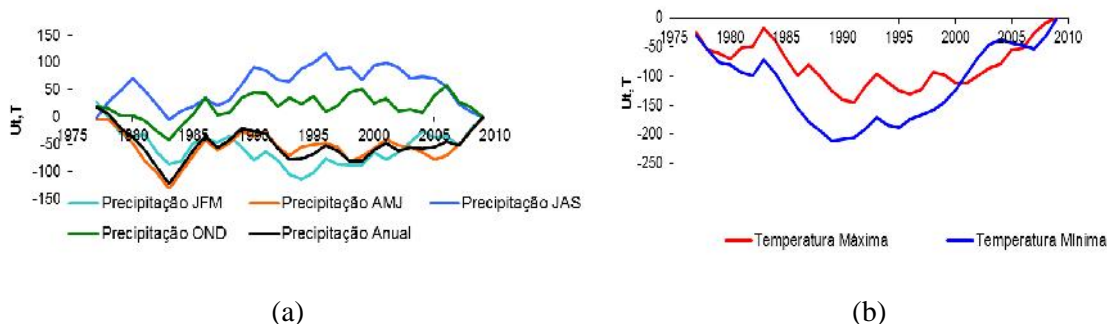 150
100
50
0
-50
-100
-150
Ut,T
1975 1980 1985 1990 1995 2000 2005 2010
Precipitação JFM Precipitação AMJ Precipitação JAS
Precipitação OND Precipitação Anual
(a)
0
-50
-100
-150
-200
-250
Ut,T
1975 1980 1985 1990 1995 2000 2005 2010
Temperatura Máxima Temperatura Mínima
(b)